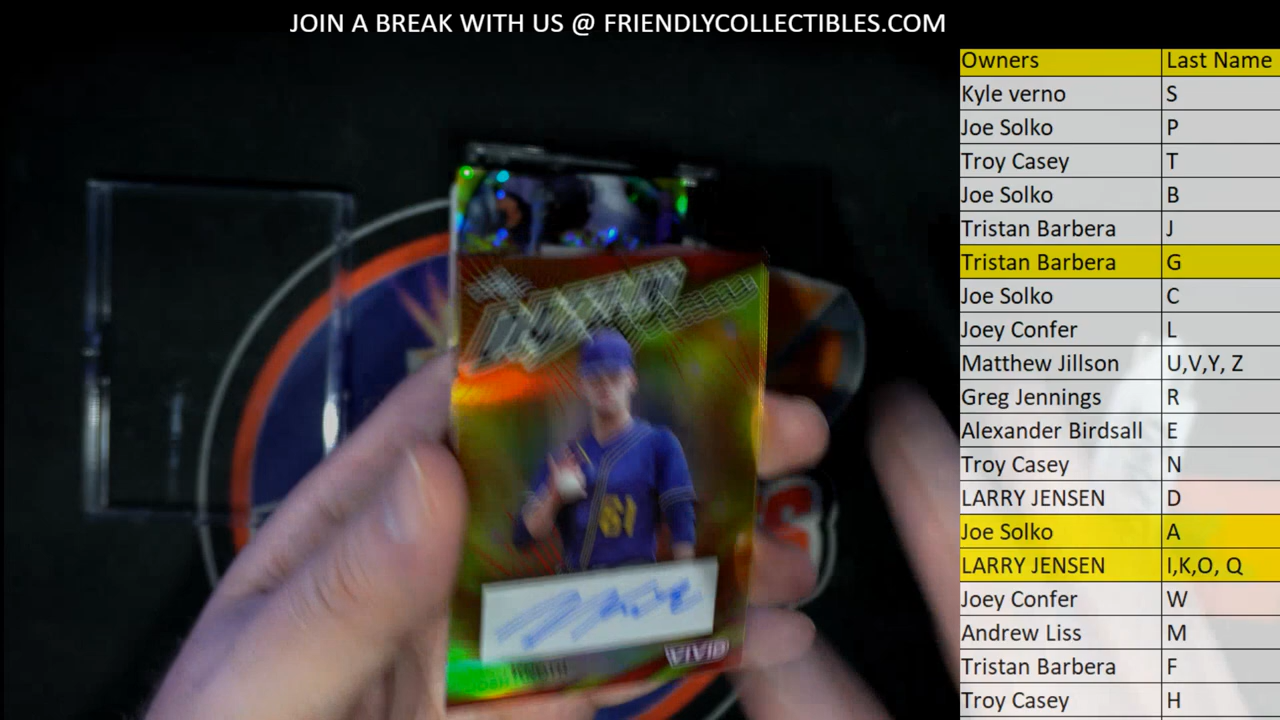 JOIN A BREAK WITH US @ FRIENDLYCOLLECTIBLES.COM
Owners Last Name
Kyle verno S
Joe Solko P
Troy Casey T
Joe Solko B
Tristan Barbera J
Tristan Barbera G
Joe Solko C
Joey Confer L
Matthew Jillson U,V,Y, Z
Greg Jennings R
Alexander Birdsall E
Troy Casey N
LARRY JENSEN D
Joe Solko A
LARRY JENSEN I,K,O, Q
Joey Confer W
Andrew Liss M
Tristan Barbera F
Troy Casey H
VIVID